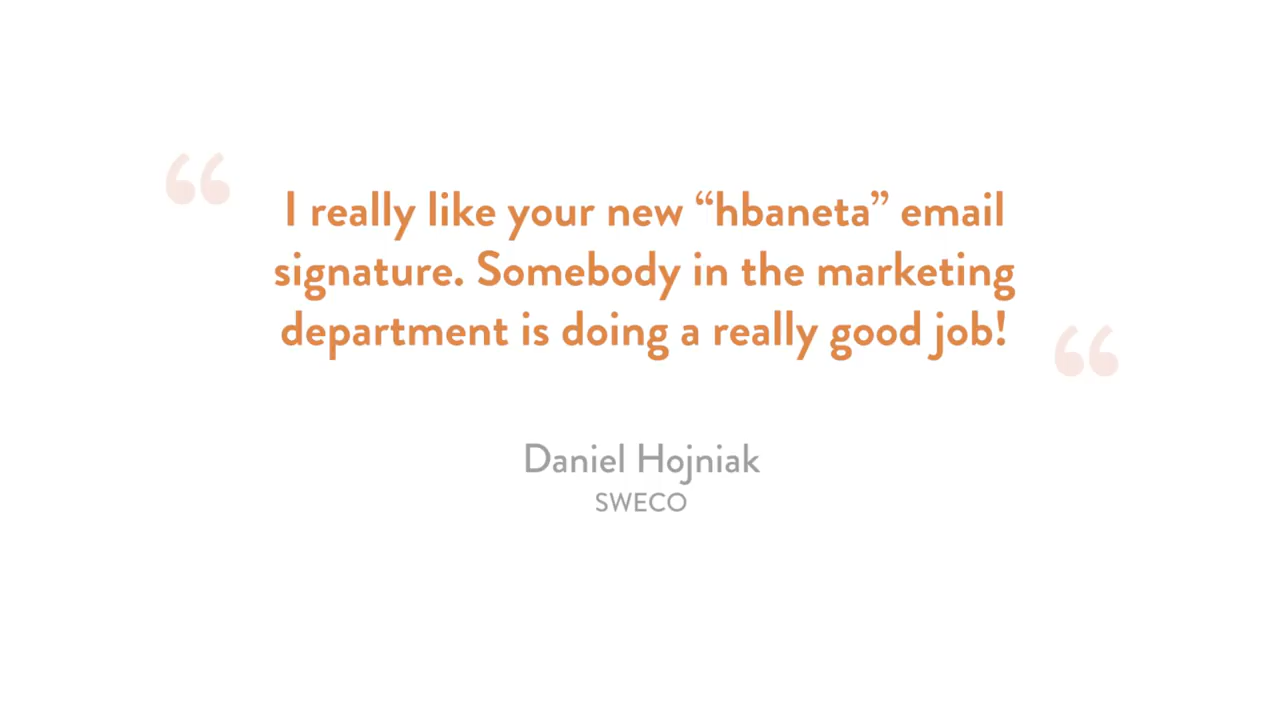 I really like your new “hbaneta” email
signature. Somebody in the marketing
department is doing a really good job!
Daniel Hojniak
SWECO